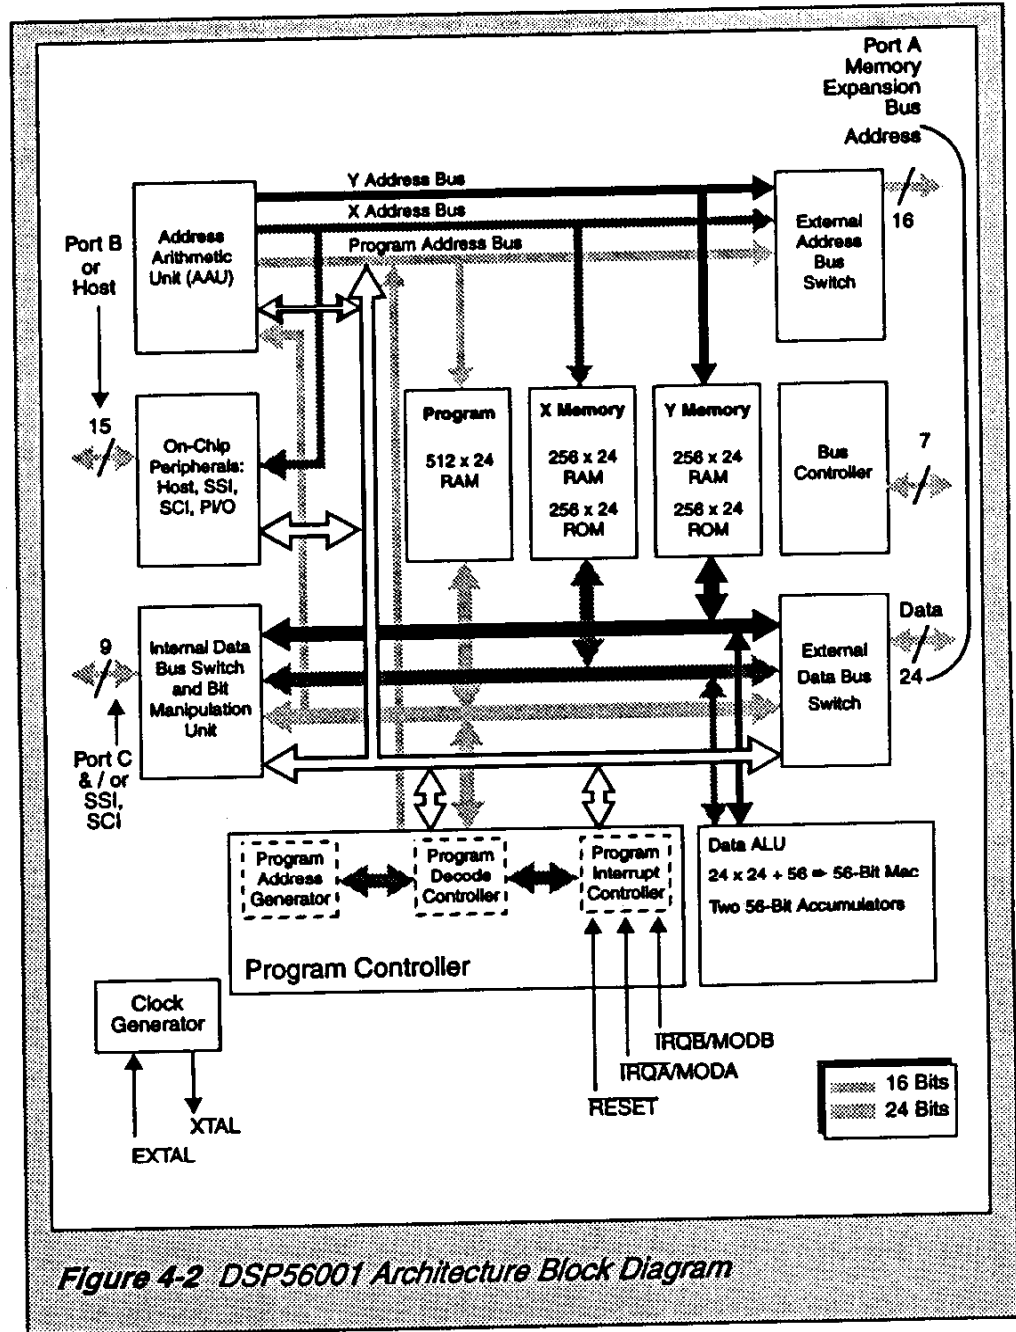 Port A
Memory
Expansion
Bus
Address
Y Address Bus
X Address Bus
Program Address Bus
Address
Arithmetic
Unit (AAU)
External
Address
Bus
Switch
16
Port B
or
Host
15
On-Chip
Peripherals:
Host, SSI,
SCI, PI/O
Program
512 x 24
RAM
X Memory
256 x 24
RAM
256 x 24
ROM
Y Memory
256 x 24
RAM
256 x 24
ROM
Bus
Controller
7
9
Internal Data
Bus Switch
and Bit
Manipulation
Unit
External
Data Bus
Switch
Data
24
Port C
& / or
SSI,
SCI
Program
Address
Generator
Program
Decode
Controller
Program
Interrupt
Controller
Program Controller
Data ALU
24 x 24 + 56 ⇒ 56-Bit Mac
Two 56-Bit Accumulators
Clock
Generator
IRQB/MODB
IRQA/MODA
RESET
XTAL
EXTAL
16 Bits
24 Bits
Figure 4-2 DSP56001 Architecture Block Diagram